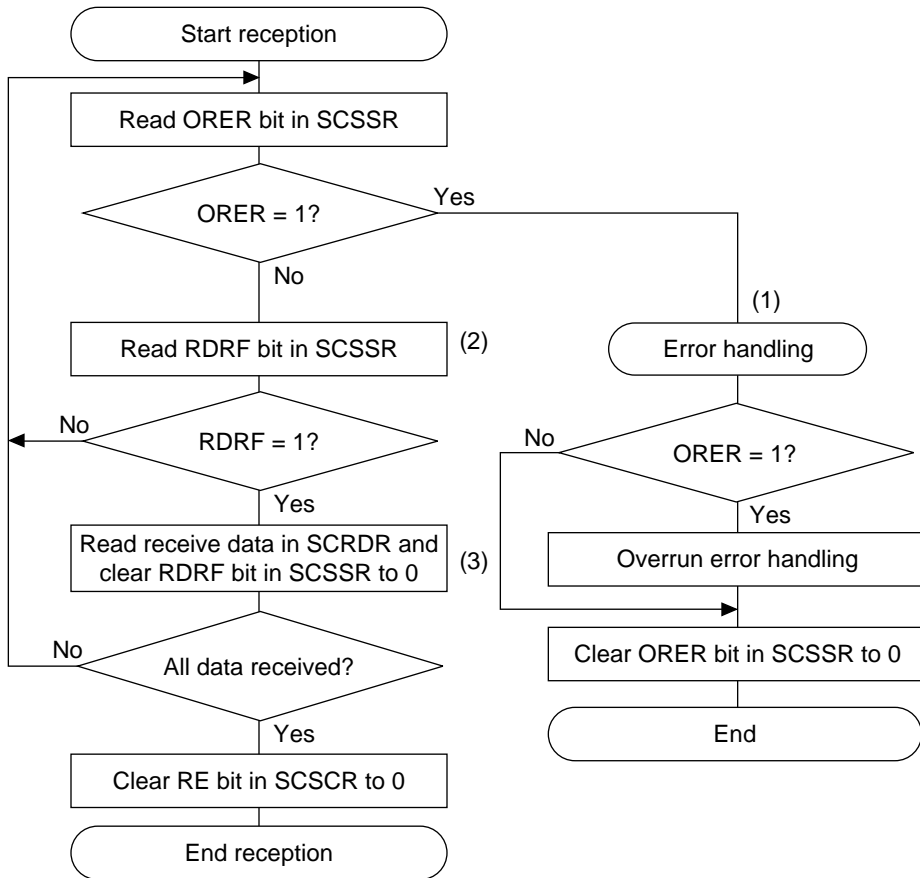 Start reception
Read ORER bit in SCSSR
ORER = 1?
Yes
No
(1)
Read RDRF bit in SCSSR
(2)
Error handling
No
RDRF = 1?
Yes
No
ORER = 1?
Yes
Read receive data in SCRDR and
clear RDRF bit in SCSSR to 0
(3)
Overrun error handling
No
All data received?
Yes
Clear ORER bit in SCSSR to 0
End
Clear RE bit in SCSCR to 0
End reception